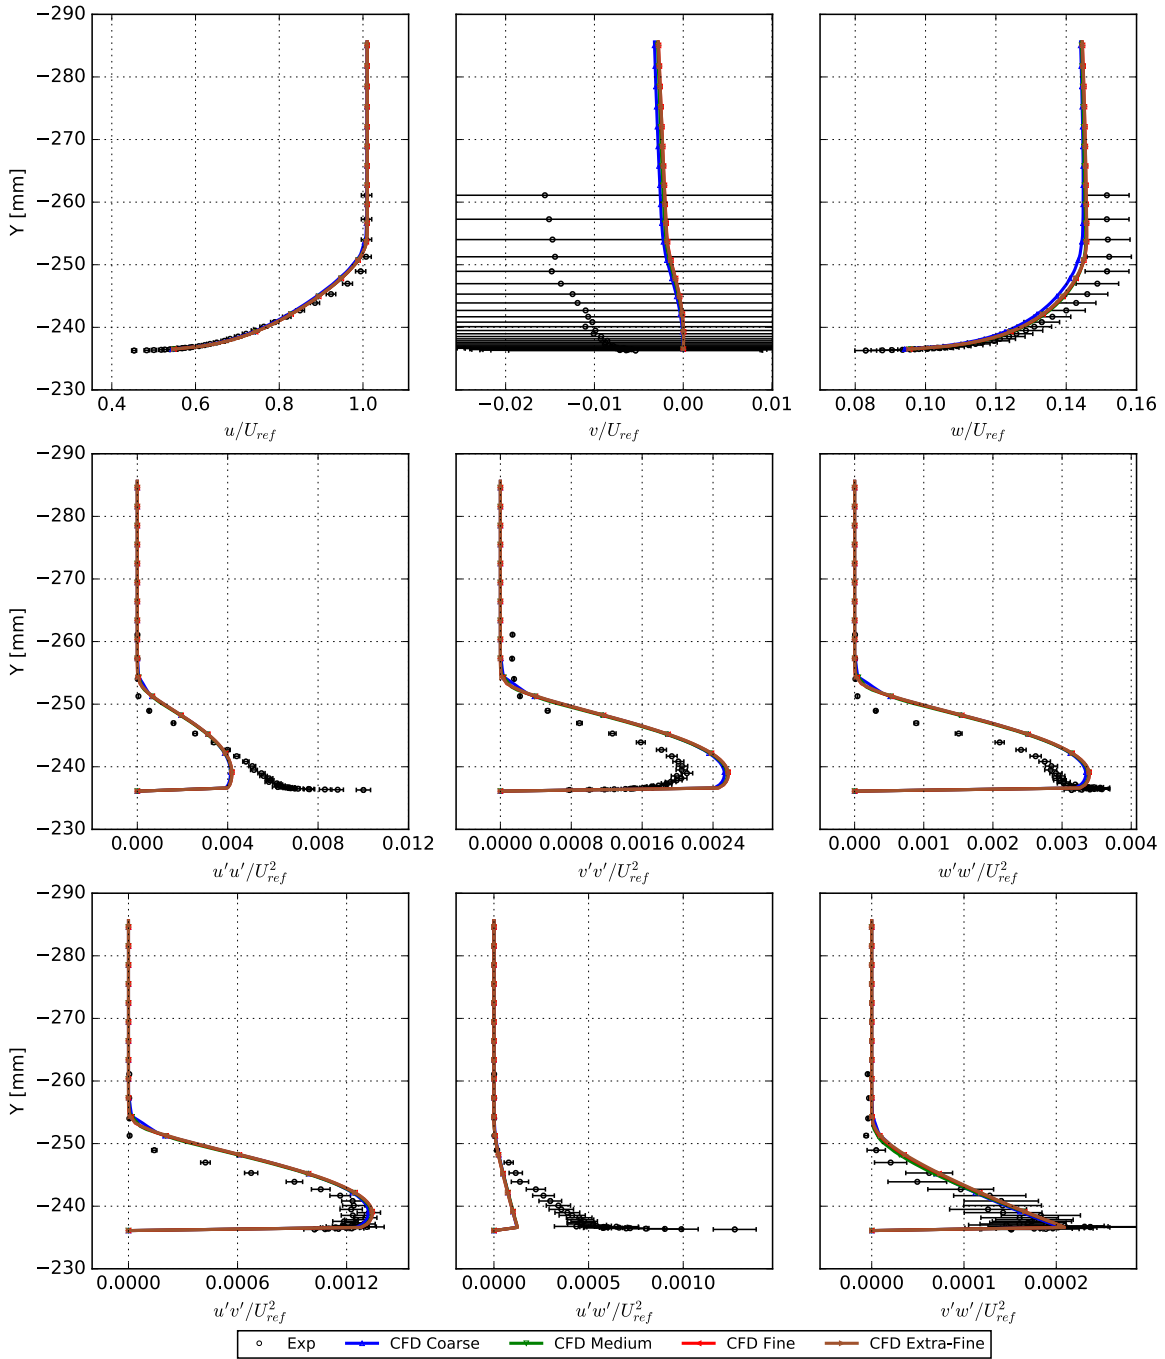 −290
−280
−270
−260
−250
−240
−230
Y [mm]
0.4 0.6 0.8 1.0
u/U_ref
−0.02 −0.01 0.00 0.01
v/U_ref
0.08 0.10 0.12 0.14 0.16
w/U_ref
−290
−280
−270
−260
−250
−240
−230
Y [mm]
0.000 0.004 0.008 0.012
u'u'/U²_ref
0.0000 0.0008 0.0016 0.0024
v'v'/U²_ref
0.000 0.001 0.002 0.003 0.004
w'w'/U²_ref
−290
−280
−270
−260
−250
−240
−230
Y [mm]
0.0000 0.0006 0.0012
u'v'/U²_ref
0.0000 0.0005 0.0010
u'w'/U²_ref
0.0000 0.0001 0.0002
v'w'/U²_ref
Exp CFD Coarse CFD Medium CFD Fine CFD Extra-Fine